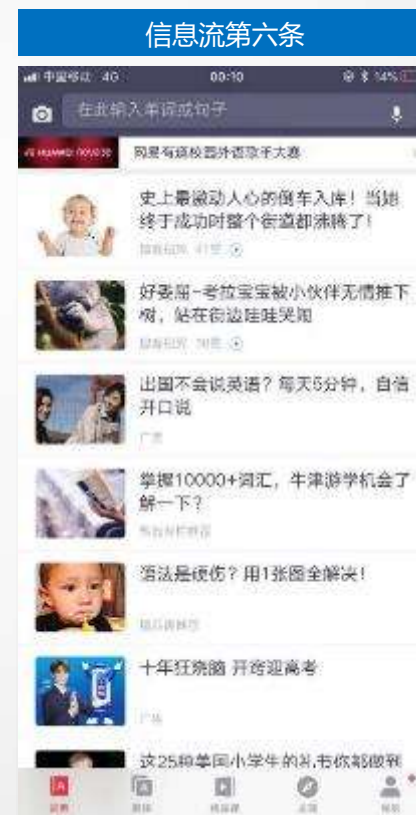 信息流第六条
中国移动 4G 00:10 14%
在此输入单词或句子
网易有道校园外语歌手大赛
史上最激动人心的倒车入库！当她
终于成功时整个街道都沸腾了！
好委屈~考拉宝宝被小伙伴无情推下
树，站在街边哇哇哭闹
出国不会说英语？每天5分钟，自信
开口说
广告
掌握10000+词汇，牛津游学机会了
解一下？
语法是硬伤？用1张图全解决！
十年狂烧脑 开窍迎高考
广告
这25种美国小学生的礼节你都做到